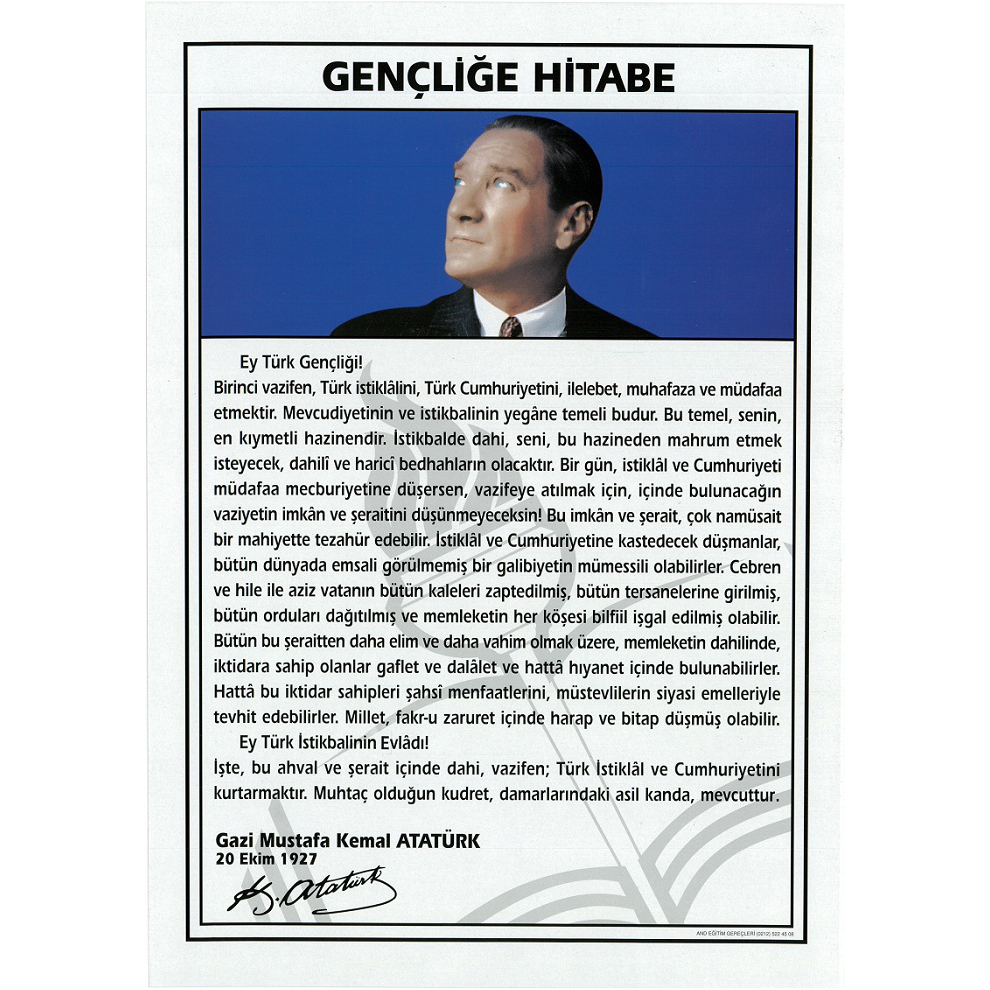 GENÇLİĞE HİTABE
Ey Türk Gençliği!
Birinci vazifen, Türk istiklâlini, Türk Cumhuriyetini, ilelebet, muhafaza ve müdafaa
etmektir. Mevcudiyetinin ve istikbalinin yegâne temeli budur. Bu temel, senin,
en kıymetli hazinendir. İstikbalde dahi, seni, bu hazineden mahrum etmek
isteyecek, dahilî ve haricî bedhahların olacaktır. Bir gün, istiklâl ve Cumhuriyeti
müdafaa mecburiyetine düşersen, vazifeye atılmak için, içinde bulunacağın
vaziyetin imkân ve şeraitini düşünmeyeceksin! Bu imkân ve şerait, çok namüsait
bir mahiyette tezahür edebilir. İstiklâl ve Cumhuriyetine kastedecek düşmanlar,
bütün dünyada emsali görülmemiş bir galibiyetin mümessili olabilirler. Cebren
ve hile ile aziz vatanın bütün kaleleri zaptedilmiş, bütün tersanelerine girilmiş,
bütün orduları dağıtılmış ve memleketin her köşesi bilfiil işgal edilmiş olabilir.
Bütün bu şeraitten daha elim ve daha vahim olmak üzere, memleketin dahilinde,
iktidara sahip olanlar gaflet ve dalâlet ve hattâ hıyanet içinde bulunabilirler.
Hattâ bu iktidar sahipleri şahsî menfaatlerini, müstevlilerin siyasi emelleriyle
tevhit edebilirler. Millet, fakr-u zaruret içinde harap ve bitap düşmüş olabilir.
Ey Türk İstikbalinin Evlâdı!
İşte, bu ahval ve şerait içinde dahi, vazifen; Türk İstiklâl ve Cumhuriyetini
kurtarmaktır. Muhtaç olduğun kudret, damarlarındaki asil kanda, mevcuttur.
Gazi Mustafa Kemal ATATÜRK
20 Ekim 1927
K. Atatürk
AND EĞİTİM GEREÇLERİ (0212) 522 43 08